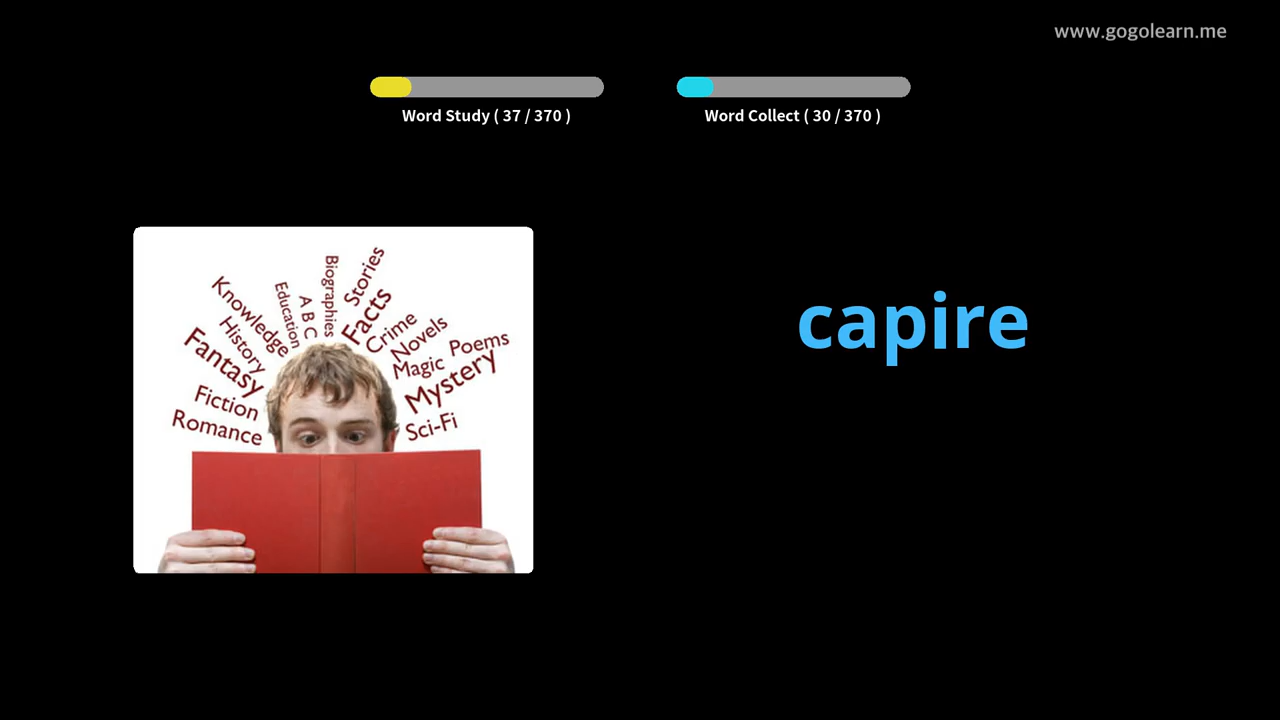 www.gogolearn.me
Word Study ( 37 / 370 )
Word Collect ( 30 / 370 )
Biographies
Stories
Education
A B C
Facts
Knowledge
History
Crime
Novels
Fantasy
Magic
Poems
Mystery
Fiction
Romance
Sci-Fi
capire